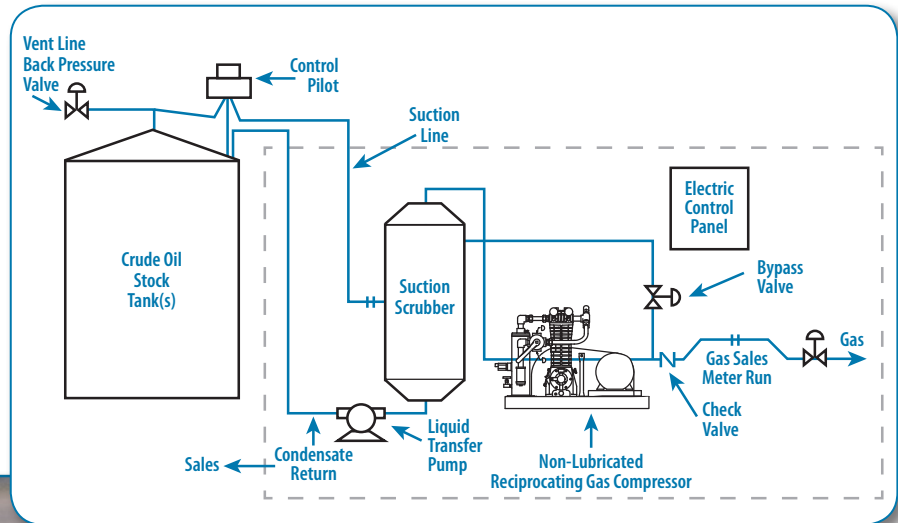 Vent Line
Back Pressure
Valve
Control
Pilot
Suction
Line
Electric
Control
Panel
Crude Oil
Stock
Tank(s)
Suction
Scrubber
Bypass
Valve
Gas
Gas Sales
Meter Run
Check
Valve
Liquid
Transfer
Pump
Sales
Condensate
Return
Non-Lubricated
Reciprocating Gas Compressor